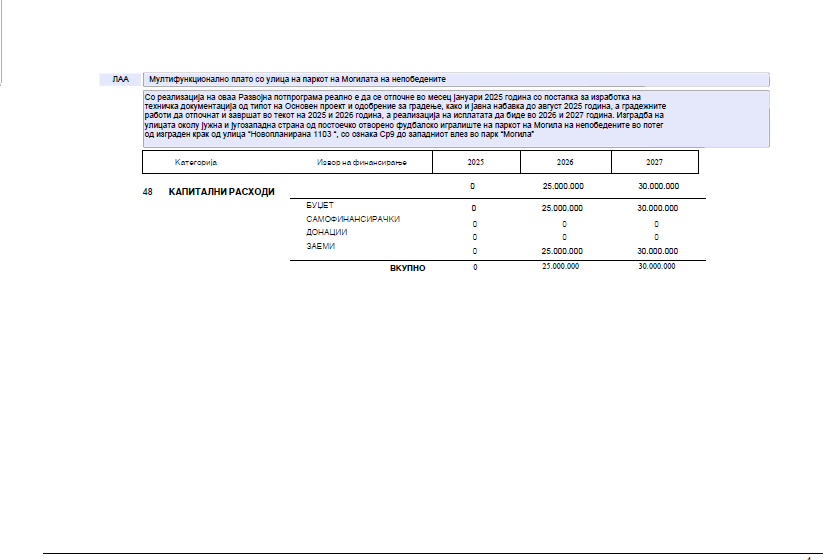 ЛАА Мултифункционално плато со улица на паркот на Могилата на непобедените
Со реализација на оваа Развојна потпрограма реално е да се отпочне во месец јануари 2025 година со постапка за изработка на
техничка документација од типот на Основен проект и одобрение за градење, како и јавна набавка до август 2025 година, а градежните
работи да отпочнат и завршат во текот на 2025 и 2026 година, а реализација на исплатата да биде во 2026 и 2027 година. Изградба на
улицата околу јужна и југозападна страна од постоечко отворено фудбалско игралиште на паркот на Могила на непобедените во потег
од изграден крак од улица "Новопланирана 1103 ", со ознака Ср9 до западниот влез во парк "Могила"
Категорија Извор на финансирање 2025 2026 2027
48 КАПИТАЛНИ РАСХОДИ 0 25.000.000 30.000.000
БУЏЕТ 0 25.000.000 30.000.000
САМОФИНАНСИРАЧКИ 0 0 0
ДОНАЦИИ 0 0 0
ЗАЕМИ 0 25.000.000 30.000.000
ВКУПНО 0 25.000.000 30.000.000